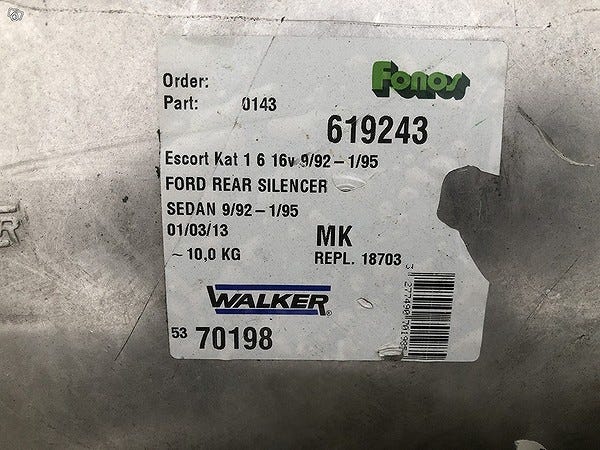 Order:
Fonos
Part: 0143
619243
Escort Kat 1 6 16v 9/92 – 1/95
FORD REAR SILENCER
SEDAN 9/92 – 1/95
01/03/13
MK
~ 10,0 KG
REPL. 18703
WALKER
53 70198